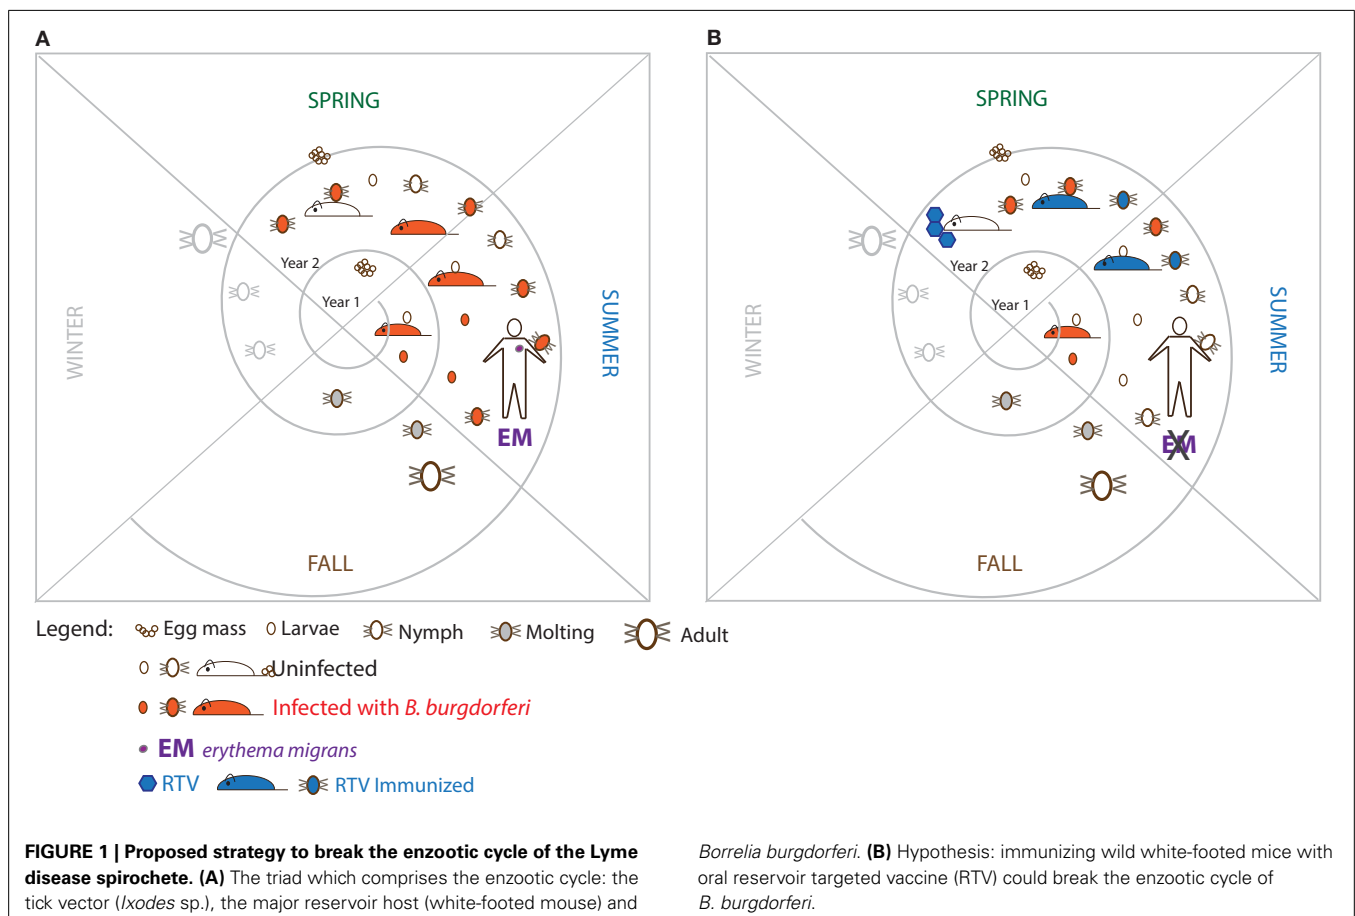 A
SPRING
Year 2
Year 1
WINTER
SUMMER
EM
FALL
B
SPRING
Year 2
Year 1
WINTER
SUMMER
EM
X
FALL
Legend: Egg mass Larvae Nymph Molting Adult
Uninfected
Infected with B. burgdorferi
EM erythema migrans
RTV RTV Immunized
FIGURE 1 | Proposed strategy to break the enzootic cycle of the Lyme
disease spirochete. (A) The triad which comprises the enzootic cycle: the
tick vector (Ixodes sp.), the major reservoir host (white-footed mouse) and
Borrelia burgdorferi. (B) Hypothesis: immunizing wild white-footed mice with
oral reservoir targeted vaccine (RTV) could break the enzootic cycle of
B. burgdorferi.